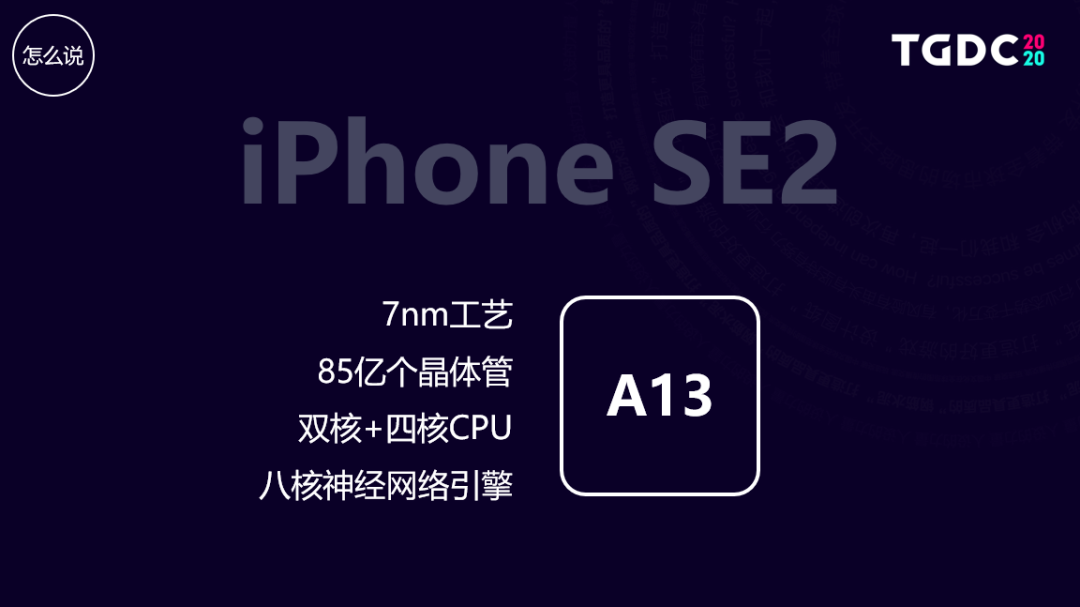 怎么说
TGDC 2020
iPhone SE2
7nm工艺
85亿个晶体管
双核+四核CPU
八核神经网络引擎
A13